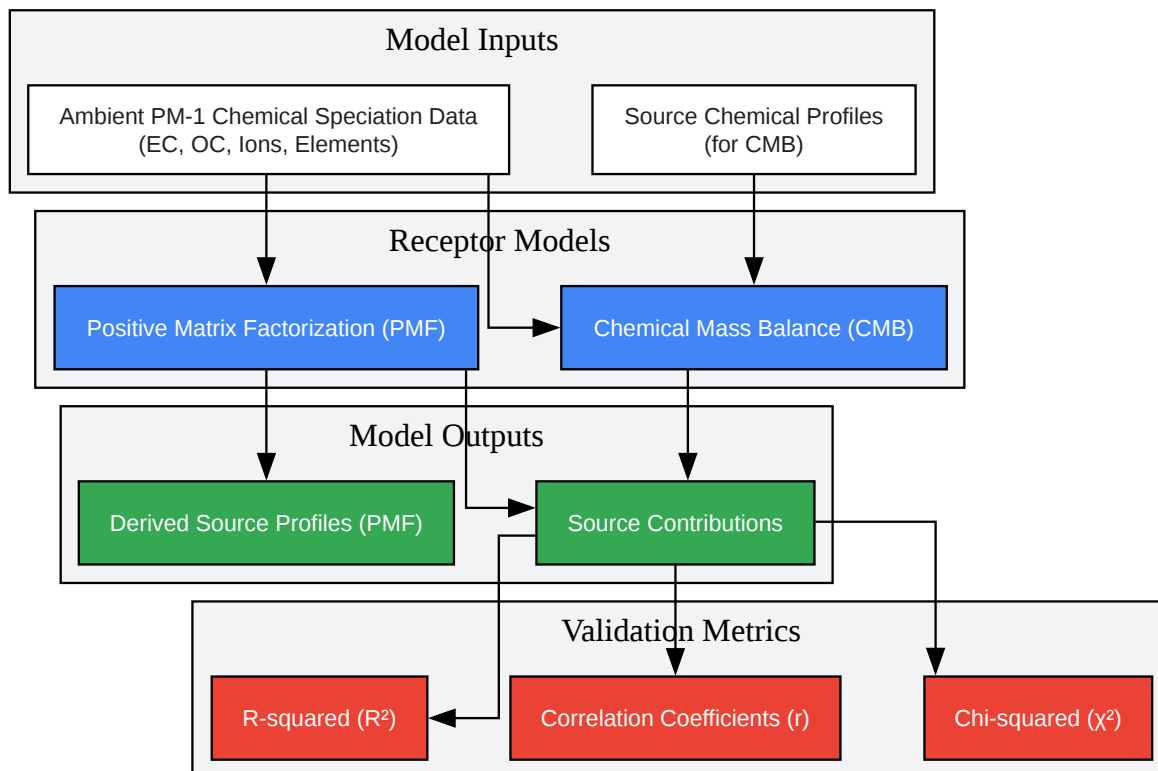 Model Inputs
Ambient PM-1 Chemical Speciation Data
(EC, OC, Ions, Elements)
Source Chemical Profiles
(for CMB)
Receptor Models
Positive Matrix Factorization (PMF)
Chemical Mass Balance (CMB)
Model Outputs
Derived Source Profiles (PMF)
Source Contributions
Validation Metrics
R-squared (R²)
Correlation Coefficients (r)
Chi-squared (χ²)